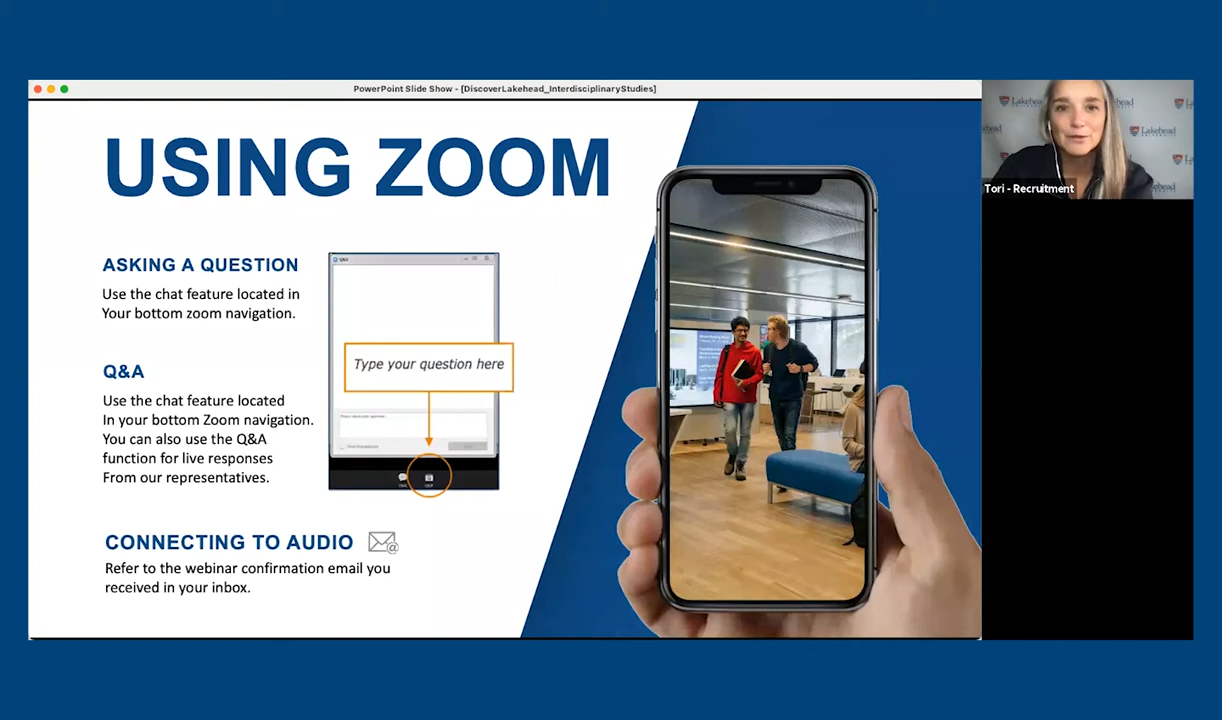 PowerPoint Slide Show - [DiscoverLakehead_InterdisciplinaryStudies]
USING ZOOM
ASKING A QUESTION
Use the chat feature located in
Your bottom zoom navigation.
Q&A
Use the chat feature located
In your bottom Zoom navigation.
You can also use the Q&A
function for live responses
From our representatives.
Q&A
Type your question here
CONNECTING TO AUDIO
Refer to the webinar confirmation email you
received in your inbox.
Lakehead
Lakehead
UNIVERSITY
Tori - Recruitment